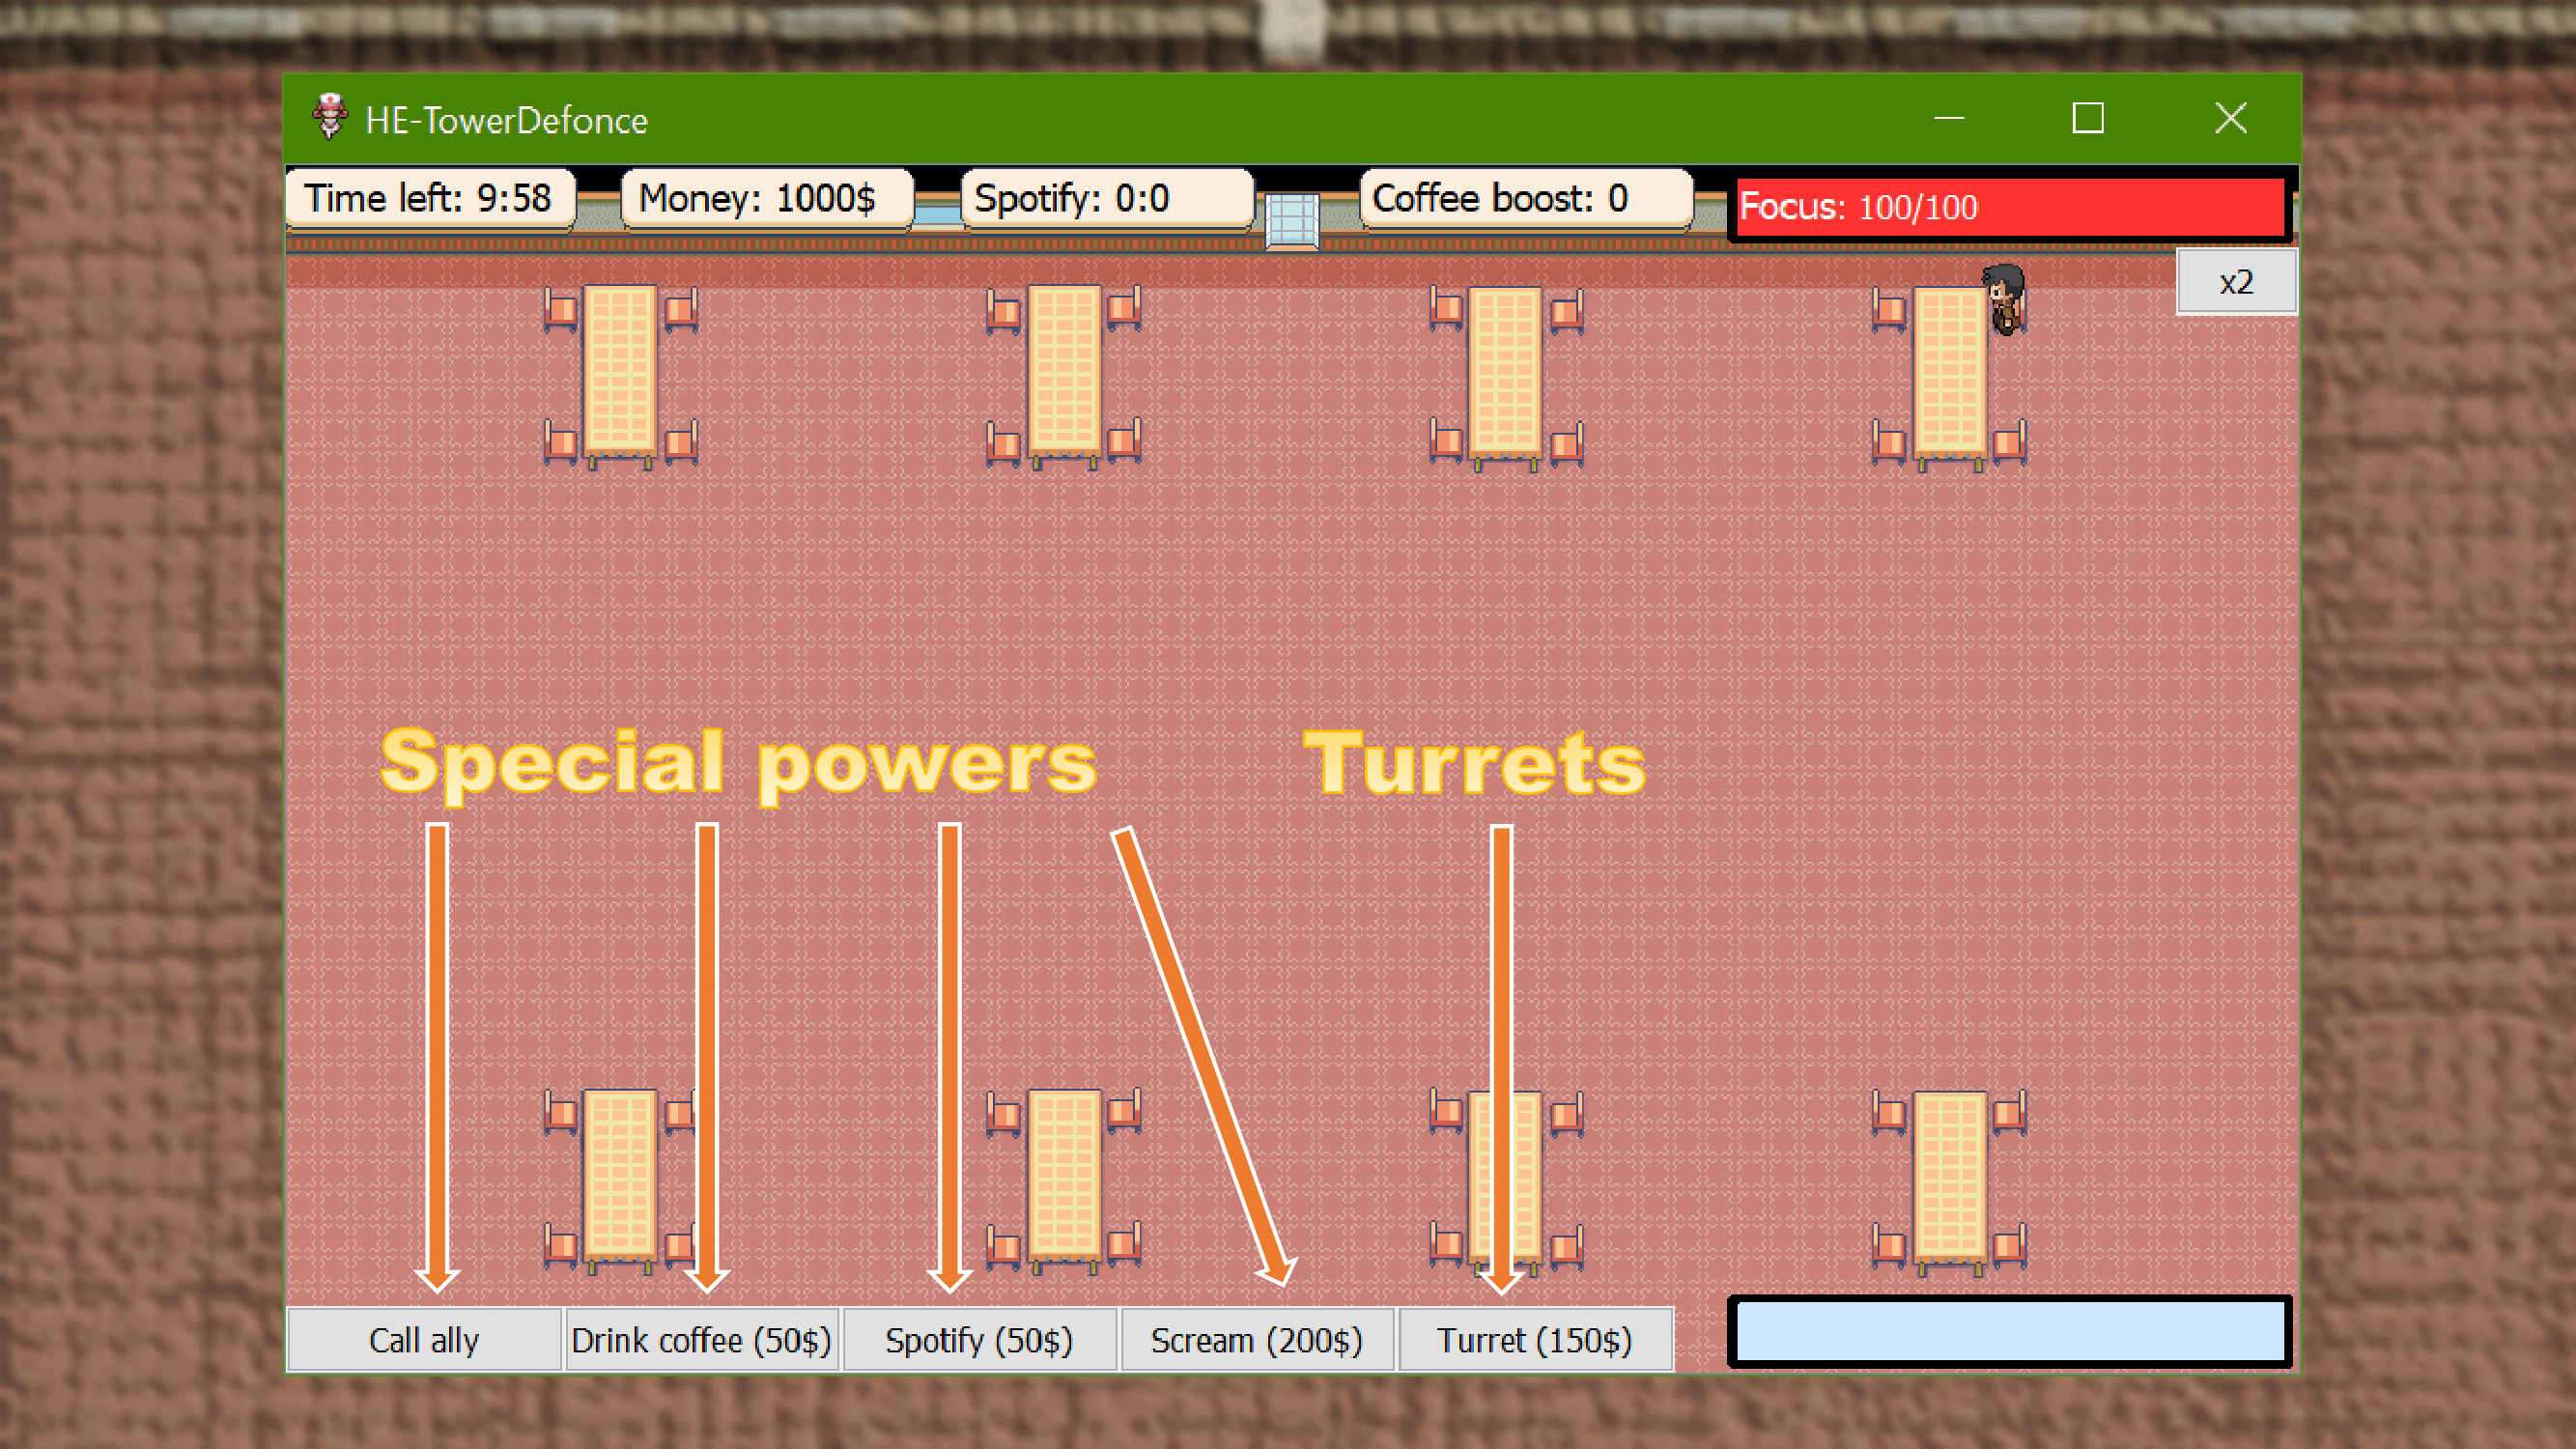 HE-TowerDefonce
Time left: 9:58
Money: 1000$
Spotify: 0:0
Coffee boost: 0
Focus: 100/100
x2
Special powers
Turrets
Call ally
Drink coffee (50$)
Spotify (50$)
Scream (200$)
Turret (150$)